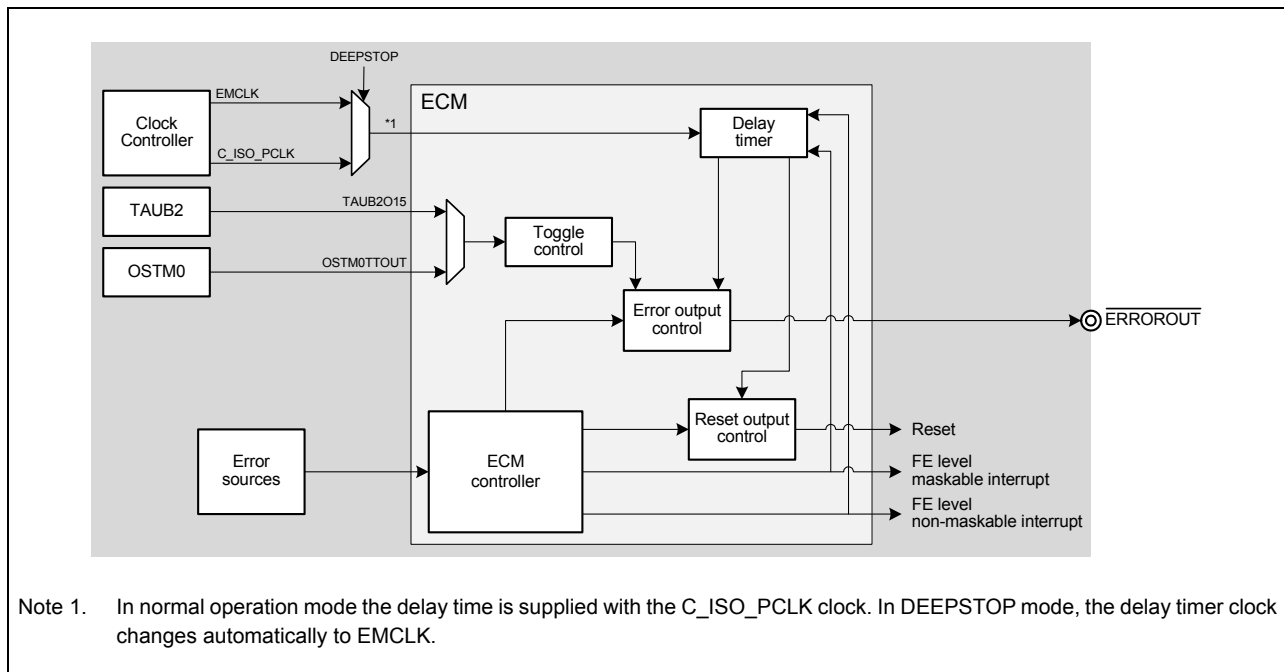 DEEPSTOP
EMCLK
ECM
Clock
Controller
*1
Delay
timer
C_ISO_PCLK
TAUB2
TAUB2O15
Toggle
control
OSTM0
OSTM0TTOUT
Error output
control
ERROROUT
Reset output
control
Reset
Error
sources
ECM
controller
FE level
maskable interrupt
FE level
non-maskable interrupt
Note 1. In normal operation mode the delay time is supplied with the C_ISO_PCLK clock. In DEEPSTOP mode, the delay timer clock
changes automatically to EMCLK.